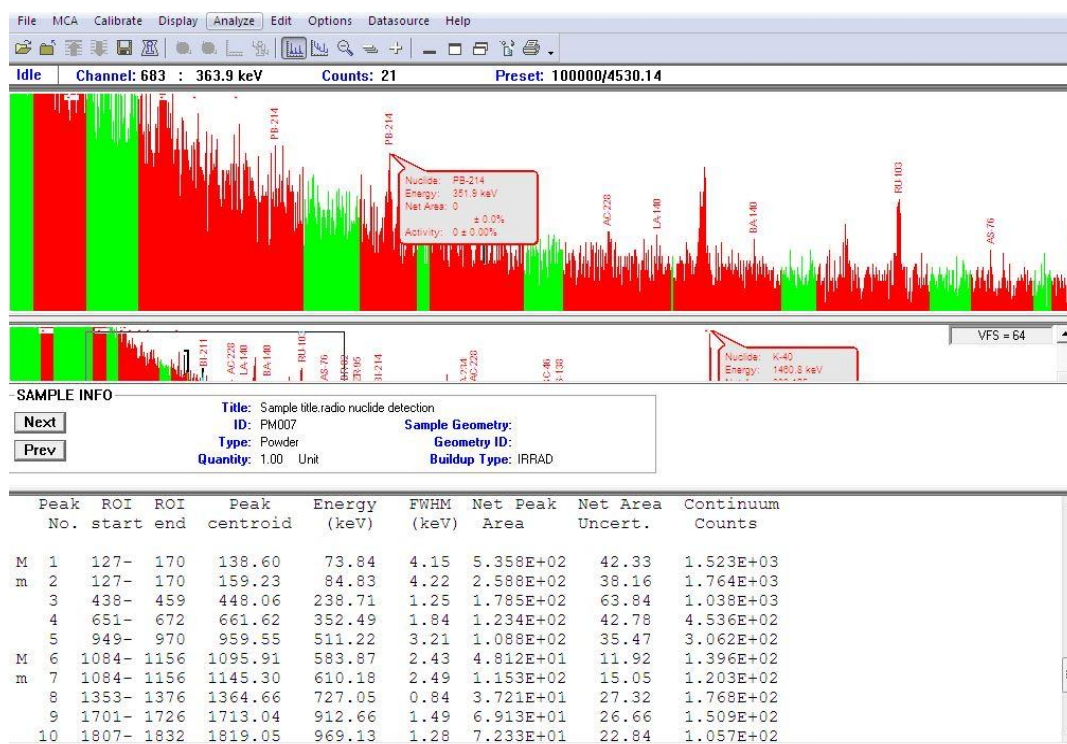 File MCA Calibrate Display Analyze Edit Options Datasource Help
Idle Channel: 683 : 363.9 keV Counts: 21 Preset: 100000/4530.14
PB-214
PB-214
Nuclide: PB-214
Energy: 351.9 keV
Net Area: 0
± 0.0%
Activity: 0 ± 0.00%
AC-228
LA-140
BA-140
RU-103
AS-76
VFS = 64
BI-211
AC-228
LA-140
BA-140
AS-76
ZR-95
BI-214
AC-228
SC-46
Nuclide: K-40
Energy: 1460.8 keV
SAMPLE INFO
Next
Prev
Title: Sample title.radio nuclide detection
ID: PM007 Sample Geometry:
Type: Powder Geometry ID:
Quantity: 1.00 Unit Buildup Type: IRRAD
Peak ROI ROI Peak Energy FWHM Net Peak Net Area Continuum
No. start end centroid (keV) (keV) Area Uncert. Counts
M 1 127- 170 138.60 73.84 4.15 5.358E+02 42.33 1.523E+03
m 2 127- 170 159.23 84.83 4.22 2.588E+02 38.16 1.764E+03
3 438- 459 448.06 238.71 1.25 1.785E+02 63.84 1.038E+03
4 651- 672 661.62 352.49 1.84 1.234E+02 42.78 4.536E+02
5 949- 970 959.55 511.22 3.21 1.088E+02 35.47 3.062E+02
M 6 1084- 1156 1095.91 583.87 2.43 4.812E+01 11.92 1.396E+02
m 7 1084- 1156 1145.30 610.18 2.49 1.153E+02 15.05 1.203E+02
8 1353- 1376 1364.66 727.05 0.84 3.721E+01 27.32 1.768E+02
9 1701- 1726 1713.04 912.66 1.49 6.913E+01 26.66 1.509E+02
10 1807- 1832 1819.05 969.13 1.28 7.233E+01 22.84 1.057E+02